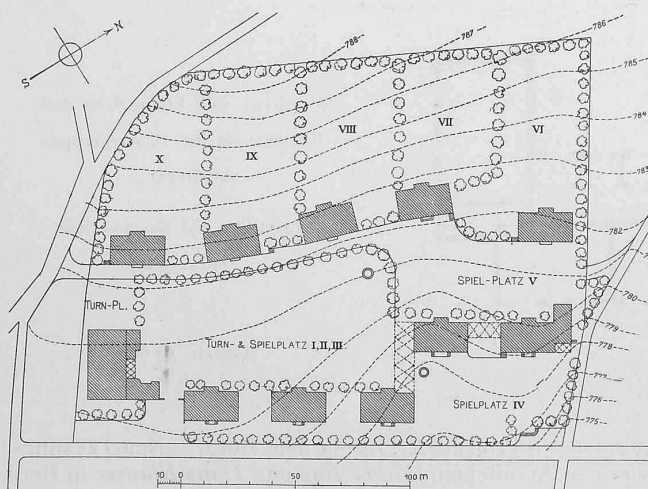 N
S
788
787
786
785
784
783
782
780
779
778
777
776
775
X
IX
VIII
VII
VI
SPIEL-PLATZ V
TURN-PL.
TURN- & SPIELPLATZ I, II, III
SPIELPLATZ IV
10 0 50 100 m